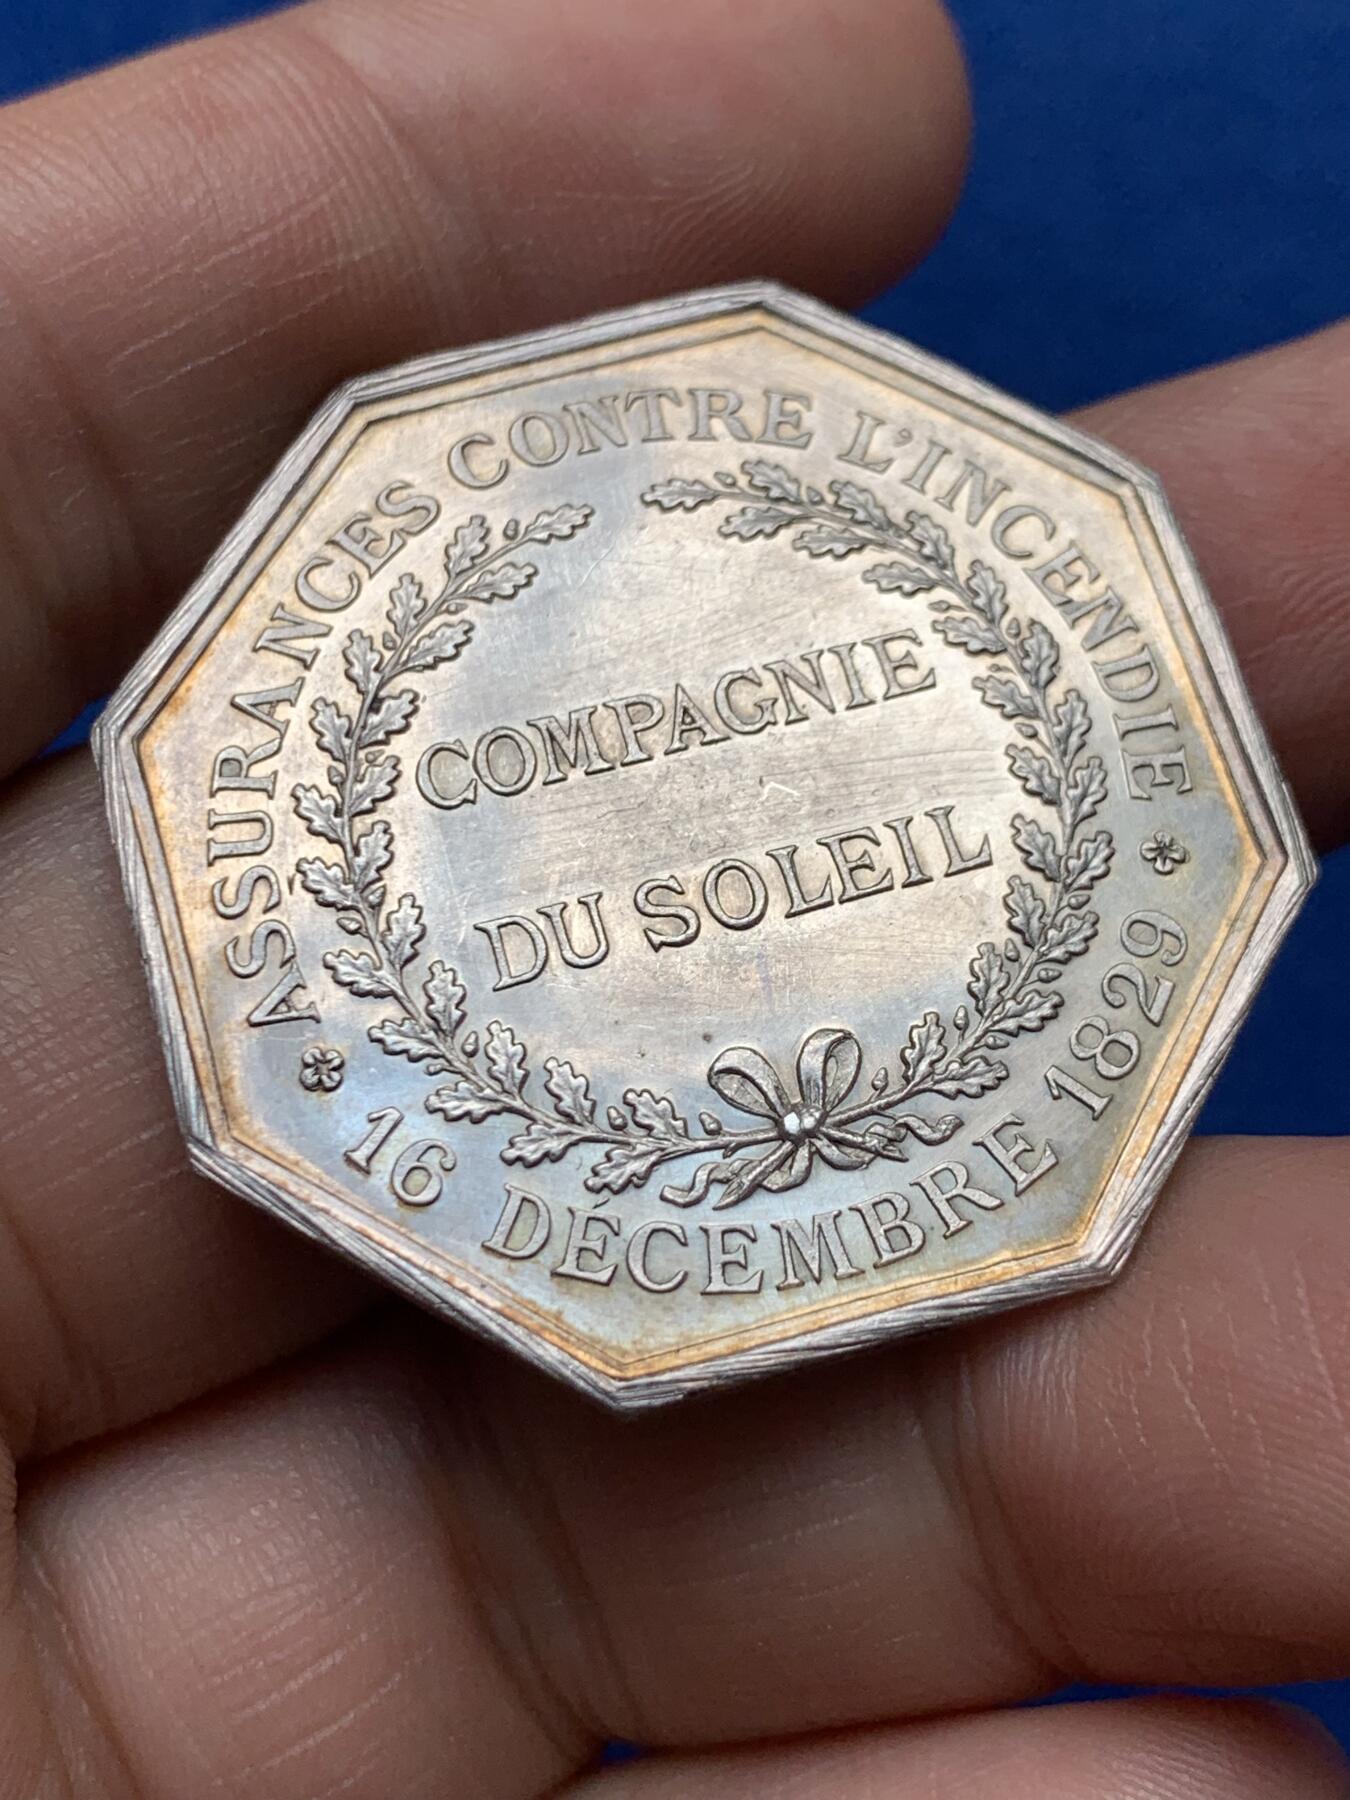 ASSURANCES CONTRE L'INCENDIE
COMPAGNIE
DU SOLEIL
16 DÉCEMBRE 1829